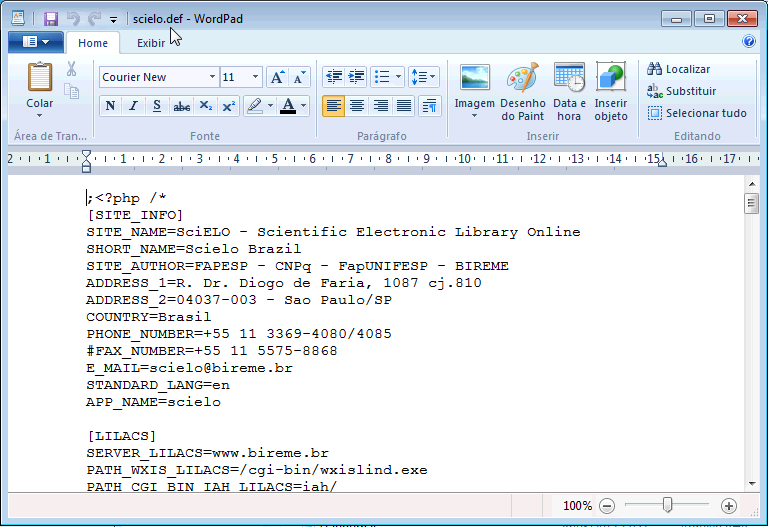 scielo.def - WordPad
Home Exibir
Colar
Área de Tran...
Courier New 11
N I S abc X₂ X² A
Fonte
Parágrafo
Imagem Desenho do Paint Data e hora Inserir objeto
Inserir
Localizar
Substituir
Selecionar tudo
Editando
2 1 1 2 3 4 5 6 7 8 9 10 11 12 13 14 15 16 17
;<?php /*
[SITE_INFO]
SITE_NAME=SciELO - Scientific Electronic Library Online
SHORT_NAME=Scielo Brazil
SITE_AUTHOR=FAPESP - CNPq - FapUNIFESP - BIREME
ADDRESS_1=R. Dr. Diogo de Faria, 1087 cj.810
ADDRESS_2=04037-003 - Sao Paulo/SP
COUNTRY=Brasil
PHONE_NUMBER=+55 11 3369-4080/4085
#FAX_NUMBER=+55 11 5575-8868
E_MAIL=scielo@bireme.br
STANDARD_LANG=en
APP_NAME=scielo
[LILACS]
SERVER_LILACS=www.bireme.br
PATH_WXIS_LILACS=/cgi-bin/wxislind.exe
PATH_CGI_BIN_IAH_LILACS=iah/
100%